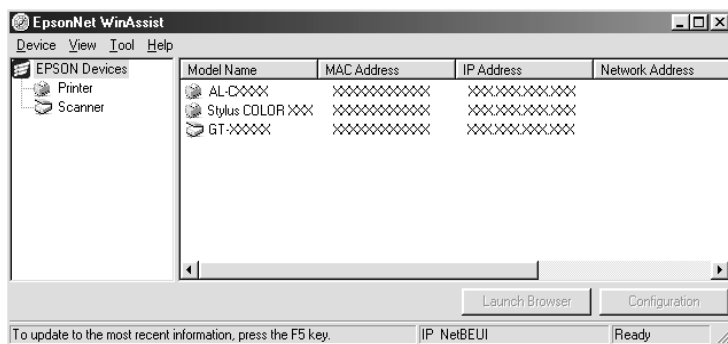 EpsonNet WinAssist
Device View Tool Help
EPSON Devices
Printer
Scanner
Model Name MAC Address IP Address Network Address
AL-CXXXX XXXXXXXXXXXX XXX.XXX.XXX.XXX
Stylus COLOR XXX XXXXXXXXXXXX XXX.XXX.XXX.XXX
GT-XXXXX XXXXXXXXXXXX XXX.XXX.XXX.XXX
Launch Browser Configuration
To update to the most recent information, press the F5 key. IP NetBEUI Ready